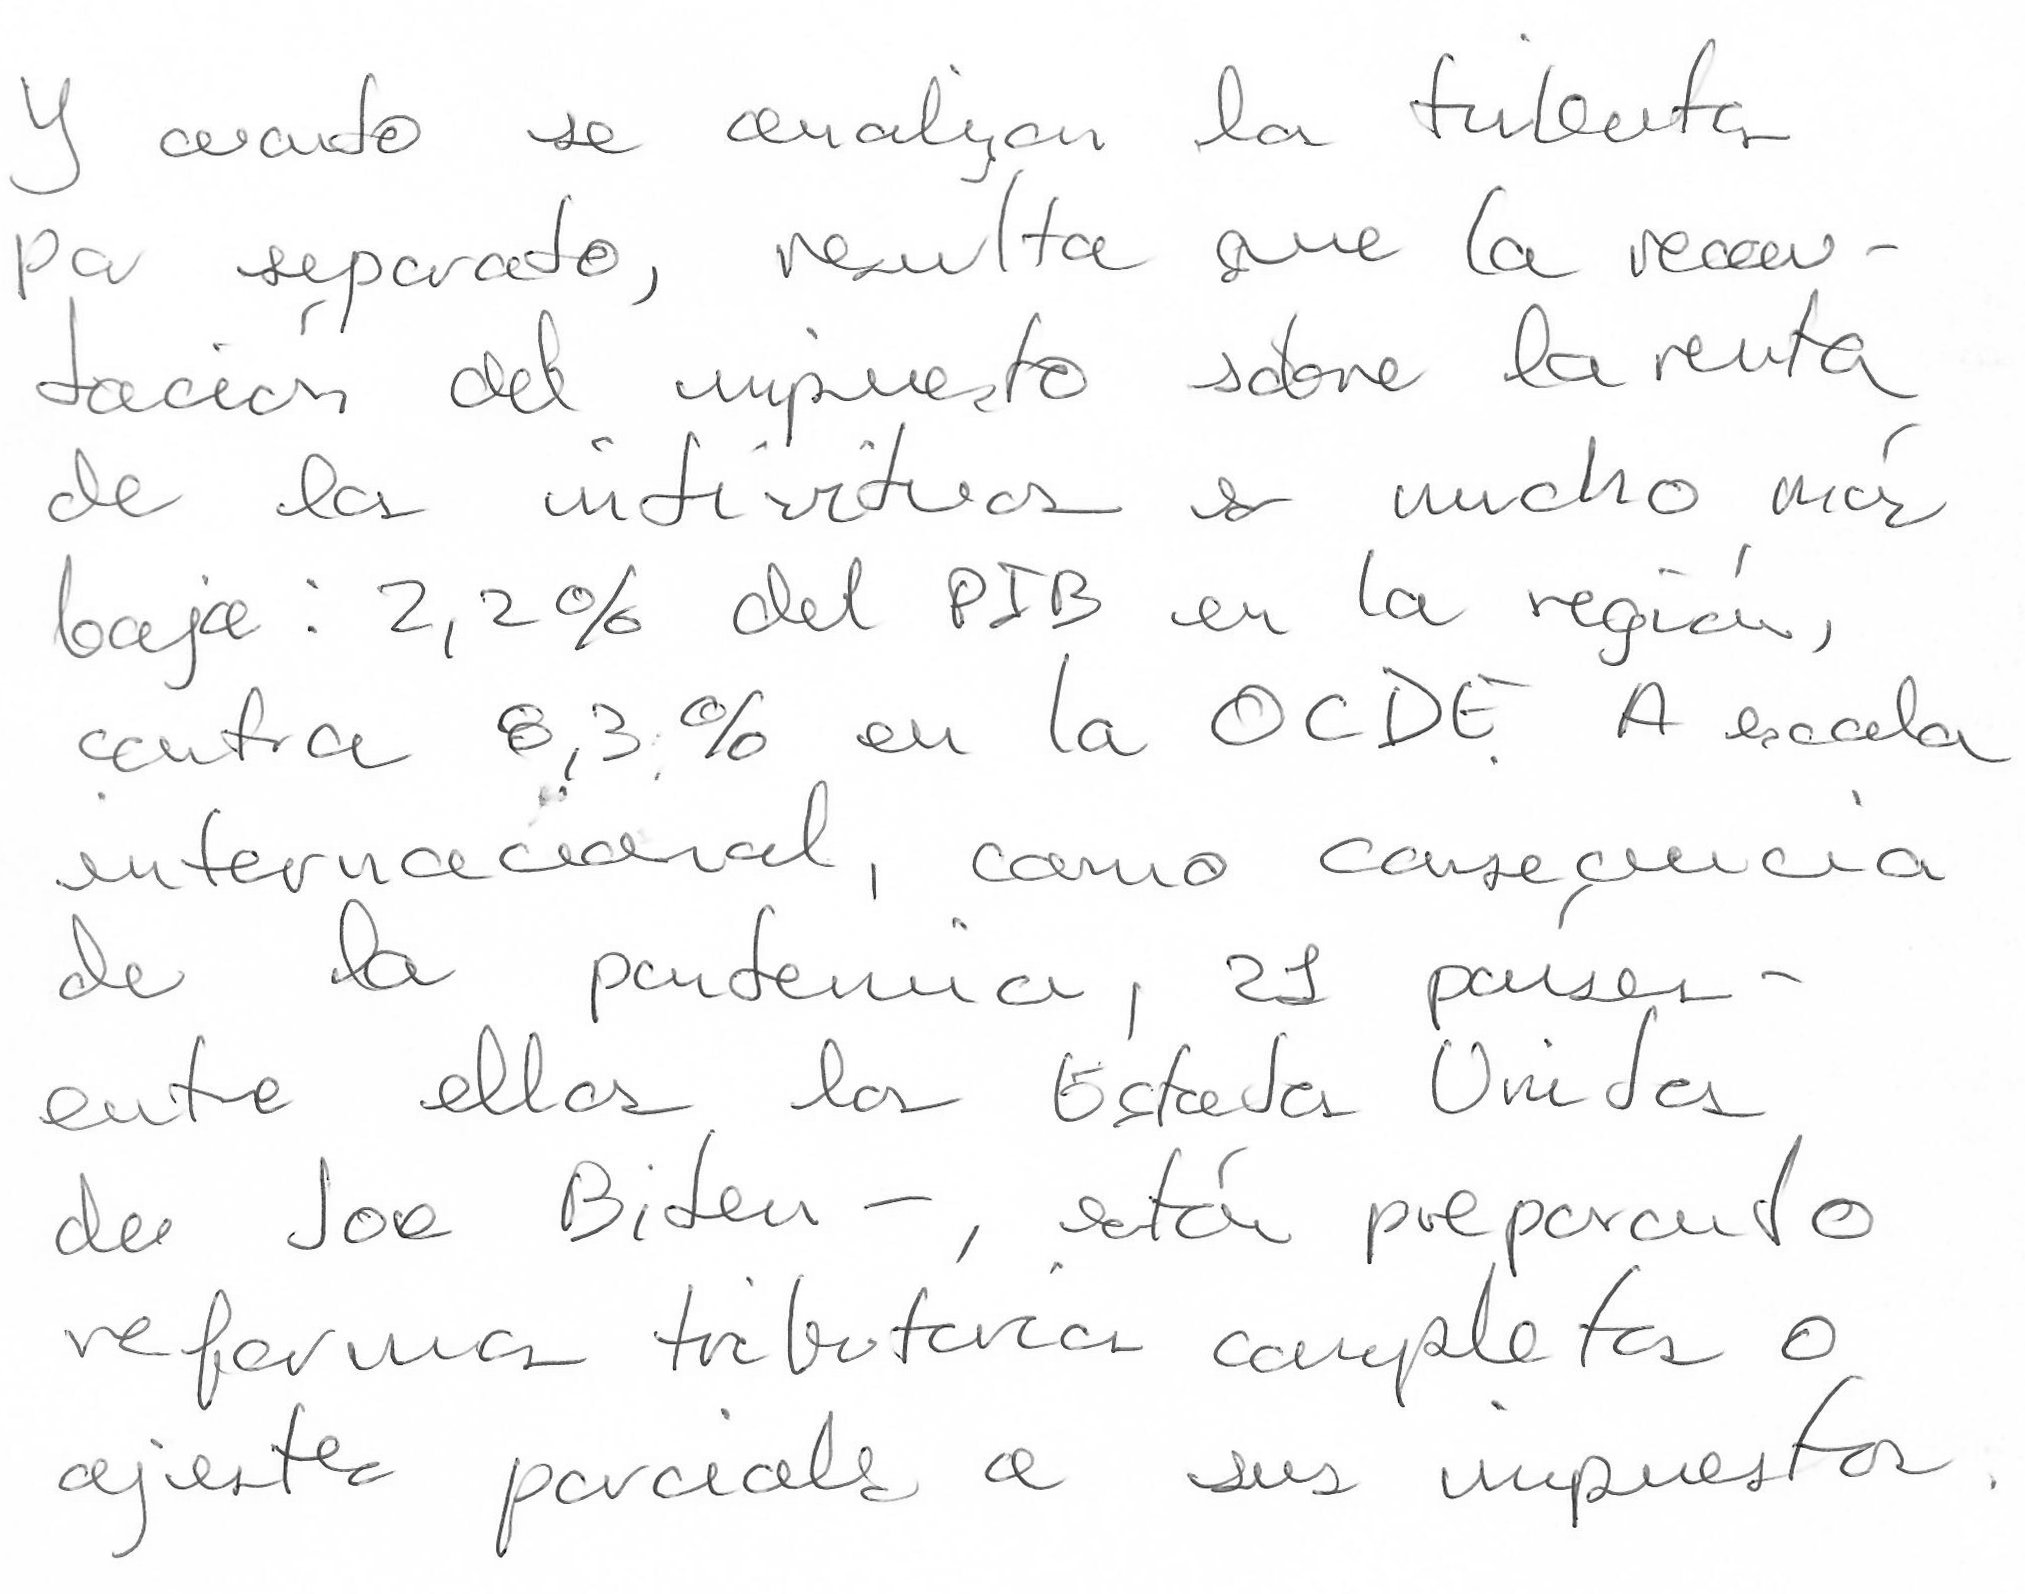 Y cuando se analizan los tributos
por separado, resulta que la recau-
tación del impuesto sobre la renta
de los individuos es mucho más
baja: 2,2% del PIB en la región,
contra 8,3% en la OCDE. A escala
internacional, como consecuencia
de la pandemia, 21 países -
entre ellos los Estados Unidos
de Joe Biden -, están preparando
reformas tributarias completas o
ajustes parciales a sus impuestos.